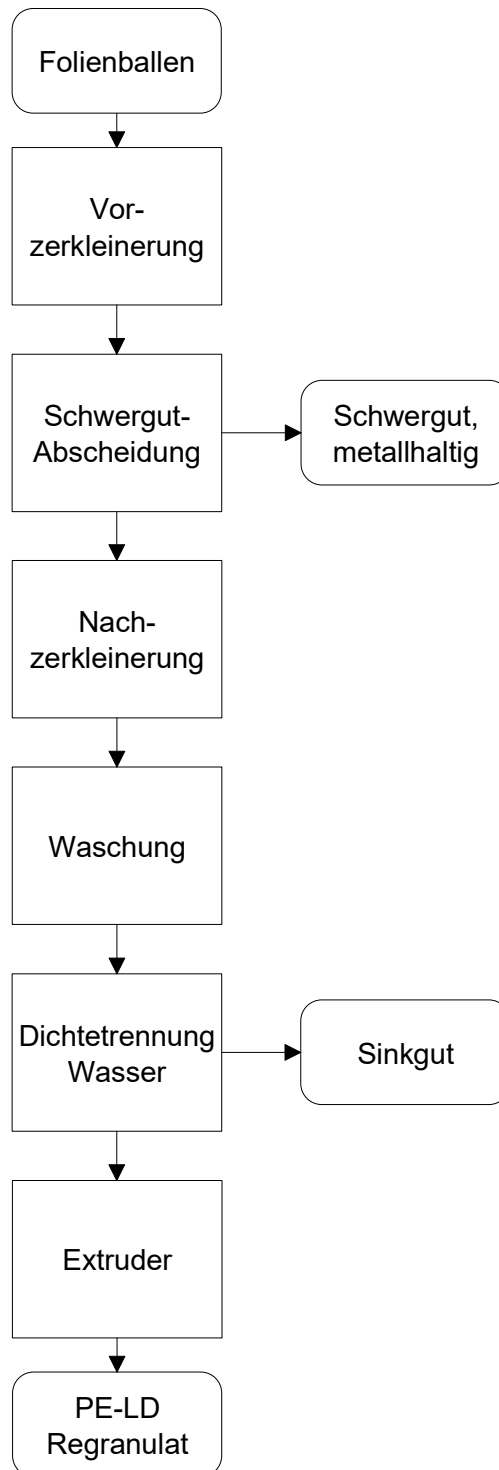 Folienballen
Vor-
zerkleinerung
Schwergut-
Abscheidung
Schwergut,
metallhaltig
Nach-
zerkleinerung
Waschung
Dichtetrennung
Wasser
Sinkgut
Extruder
PE-LD
Regranulat